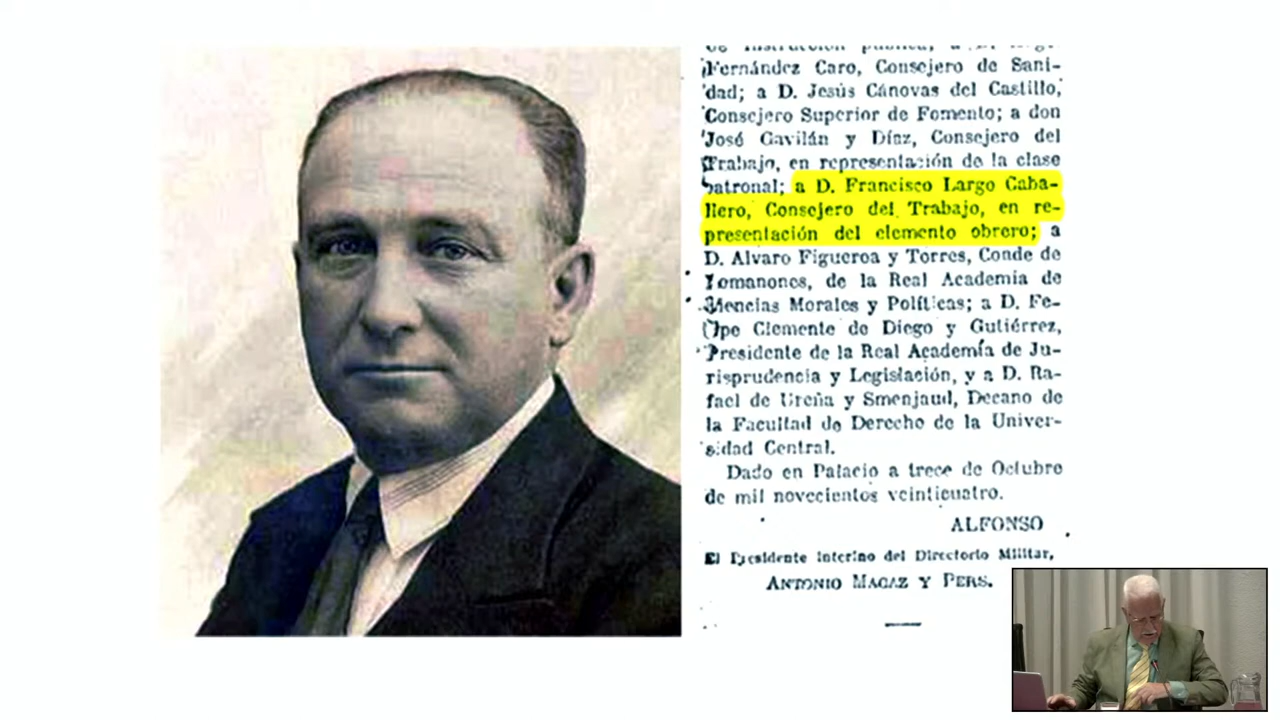 de Instrucción pública; a D.
Fernández Caro, Consejero de Sani-
dad; a D. Jesús Cánovas del Castillo,
Consejero Superior de Fomento; a don
José Gavilán y Díaz, Consejero del
Trabajo, en representación de la clase
patronal; a D. Francisco Largo Caba-
llero, Consejero del Trabajo, en re-
presentación del elemento obrero; a
D. Alvaro Figueroa y Torres, Conde de
Romanones, de la Real Academia de
Ciencias Morales y Políticas; a D. Fe-
lipe Clemente de Diego y Gutiérrez,
Presidente de la Real Academía de Ju-
risprudencia y Legislación, y a D. Ra-
fael de Ureña y Smenjaud, Decano de
la Facultad de Derecho de la Univer-
sidad Central.
Dado en Palacio a trece de Octubre
de mil novecientos veinticuatro.
ALFONSO
El Presidente interino del Directorio Militar,
ANTONIO MAGAZ Y PERS.